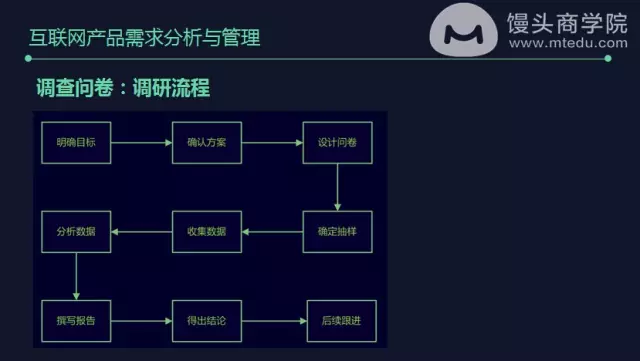 互联网产品需求分析与管理
馒头商学院
www.mtedu.com
调查问卷：调研流程
明确目标
确认方案
设计问卷
确定抽样
收集数据
分析数据
撰写报告
得出结论
后续跟进